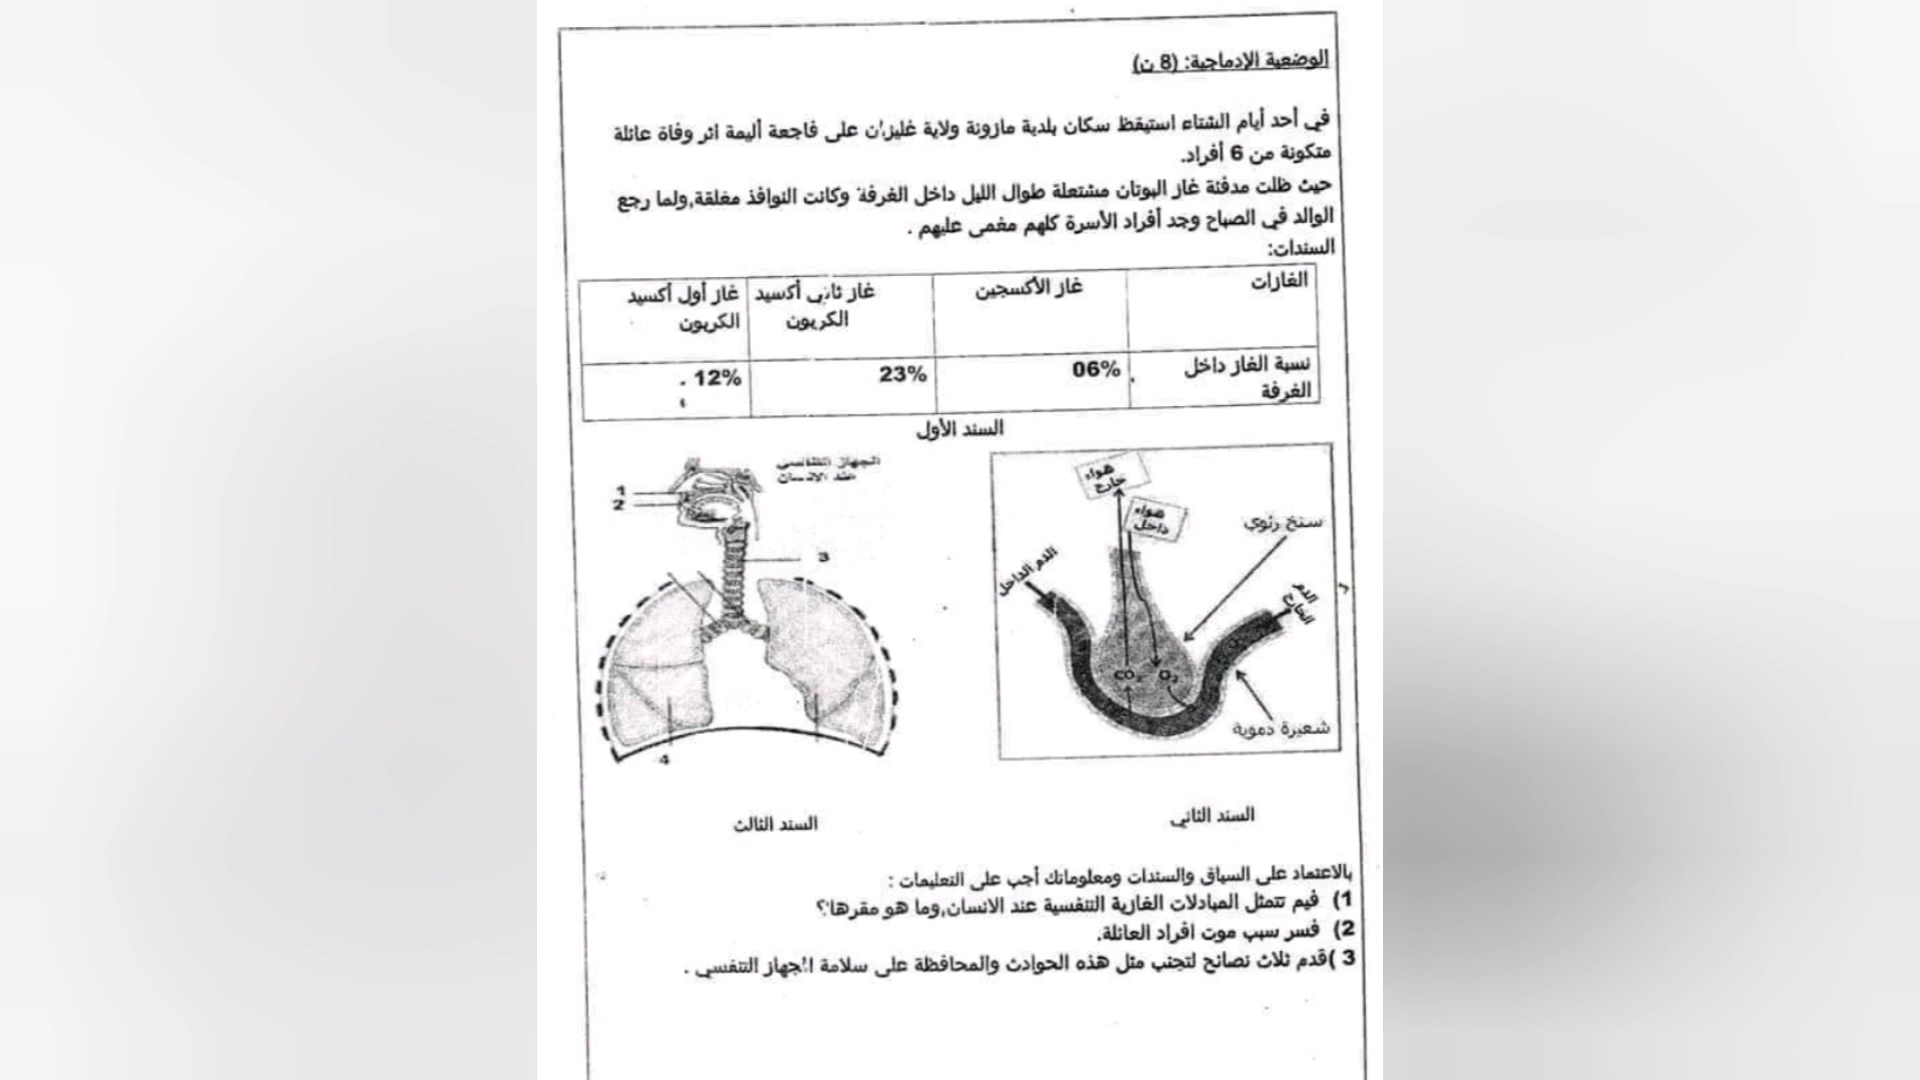 الوضعية الإدماجية: (8 ن)
في أحد أيام الشتاء استيقظ سكان بلدية مازونة ولاية غليزان على فاجعة أليمة اثر وفاة عائلة
متكونة من 6 أفراد.
حيث ظلت مدفئة غاز البوتان مشتعلة طوال الليل داخل الغرفة وكانت النوافذ مغلقة,ولما رجع
الوالد في الصباح وجد أفراد الأسرة كلهم مغمى عليهم .
السندات:
الغازات
غاز الأكسجين
غاز ثاني أكسيد
الكربون
غاز أول أكسيد
الكربون
نسبة الغاز داخل
الغرفة
06%
23%
12%
السند الأول
هواء
خارج
هواء
داخل
سنخ رئوي
الدم الداخل
الدم
الخارج
CO2
O2
شعيرة دموية
السند الثاني
الجهاز التنفسي
عند الانسان
1
2
3
4
السند الثالث
بالاعتماد على السياق والسندات ومعلوماتك أجب على التعليمات :
1) فيم تتمثل المبادلات الغازية التنفسية عند الانسان,وما هو مقرها؟
2) فسر سبب موت افراد العائلة.
3 )قدم ثلاث نصائح لتجنب مثل هذه الحوادث والمحافظة على سلامة الجهاز التنفسي .